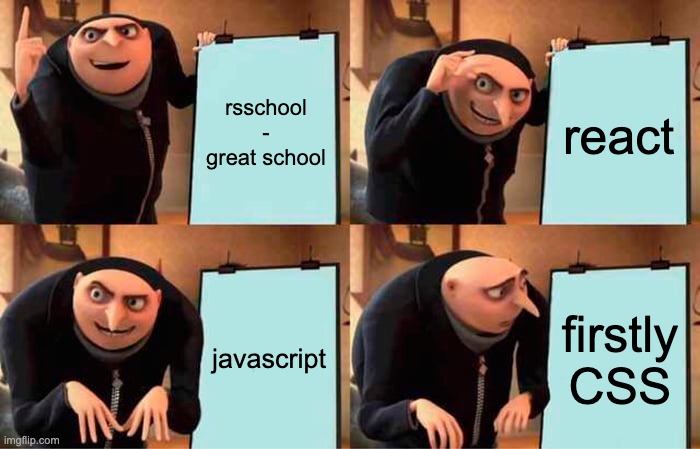 rsschool
-
great school
react
javascript
firstly
CSS
imgflip.com